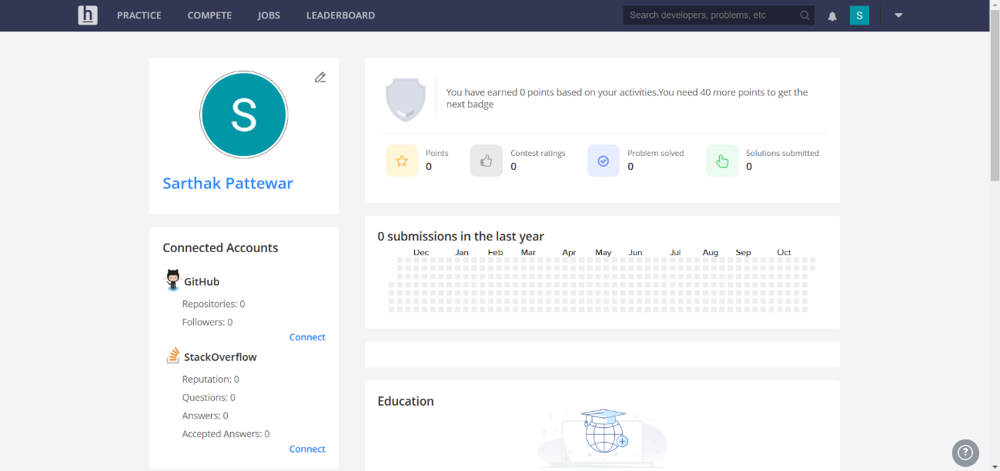 h PRACTICE COMPETE JOBS LEADERBOARD Search developers, problems, etc S
S
Sarthak Pattewar
You have earned 0 points based on your activities.You need 40 more points to get the
next badge
Points
0
Contest ratings
0
Problem solved
0
Solutions submitted
0
Connected Accounts
GitHub
Repositories: 0
Followers: 0
Connect
StackOverflow
Reputation: 0
Questions: 0
Answers: 0
Accepted Answers: 0
Connect
0 submissions in the last year
Dec Jan Feb Mar Apr May Jun Jul Aug Sep Oct
Education
?